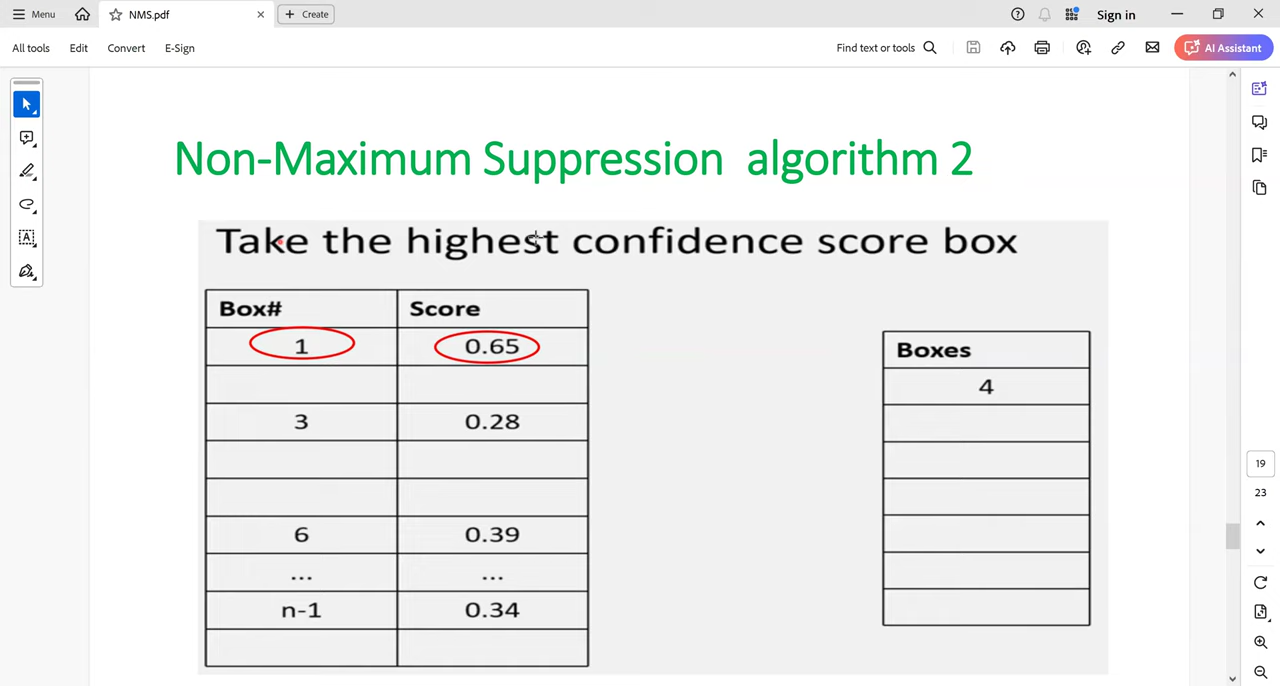 Menu
NMS.pdf
Create
Sign in
All tools
Edit
Convert
E-Sign
Find text or tools
AI Assistant
Non-Maximum Suppression algorithm 2
Take the highest confidence score box
Box# Score
1 0.65
3 0.28
6 0.39
... ...
n-1 0.34
Boxes
4
19
23